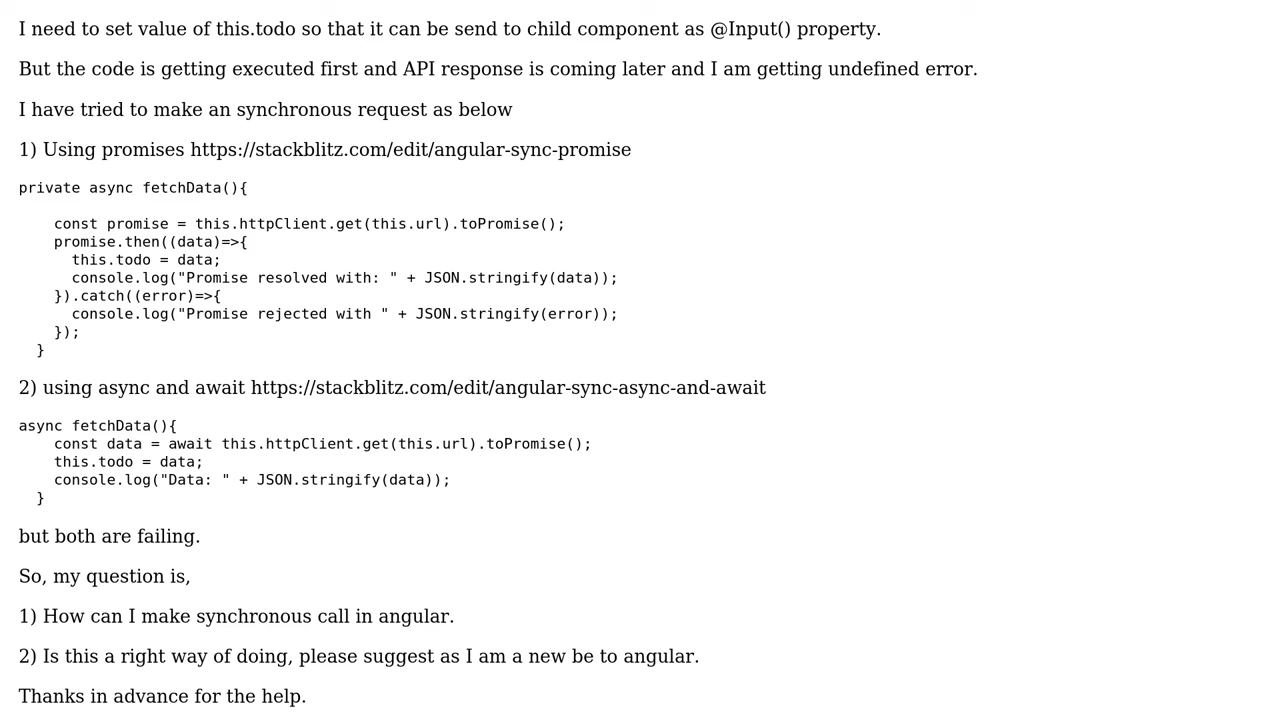 I need to set value of this.todo so that it can be send to child component as @Input() property.
But the code is getting executed first and API response is coming later and I am getting undefined error.
I have tried to make an synchronous request as below
1) Using promises https://stackblitz.com/edit/angular-sync-promise
private async fetchData(){
    const promise = this.httpClient.get(this.url).toPromise();
    promise.then((data)=>{
      this.todo = data;
      console.log("Promise resolved with: " + JSON.stringify(data));
    }).catch((error)=>{
      console.log("Promise rejected with " + JSON.stringify(error));
    });
  }
2) using async and await https://stackblitz.com/edit/angular-sync-async-and-await
async fetchData(){
    const data = await this.httpClient.get(this.url).toPromise();
    this.todo = data;
    console.log("Data: " + JSON.stringify(data));
  }
but both are failing.
So, my question is,
1) How can I make synchronous call in angular.
2) Is this a right way of doing, please suggest as I am a new be to angular.
Thanks in advance for the help.